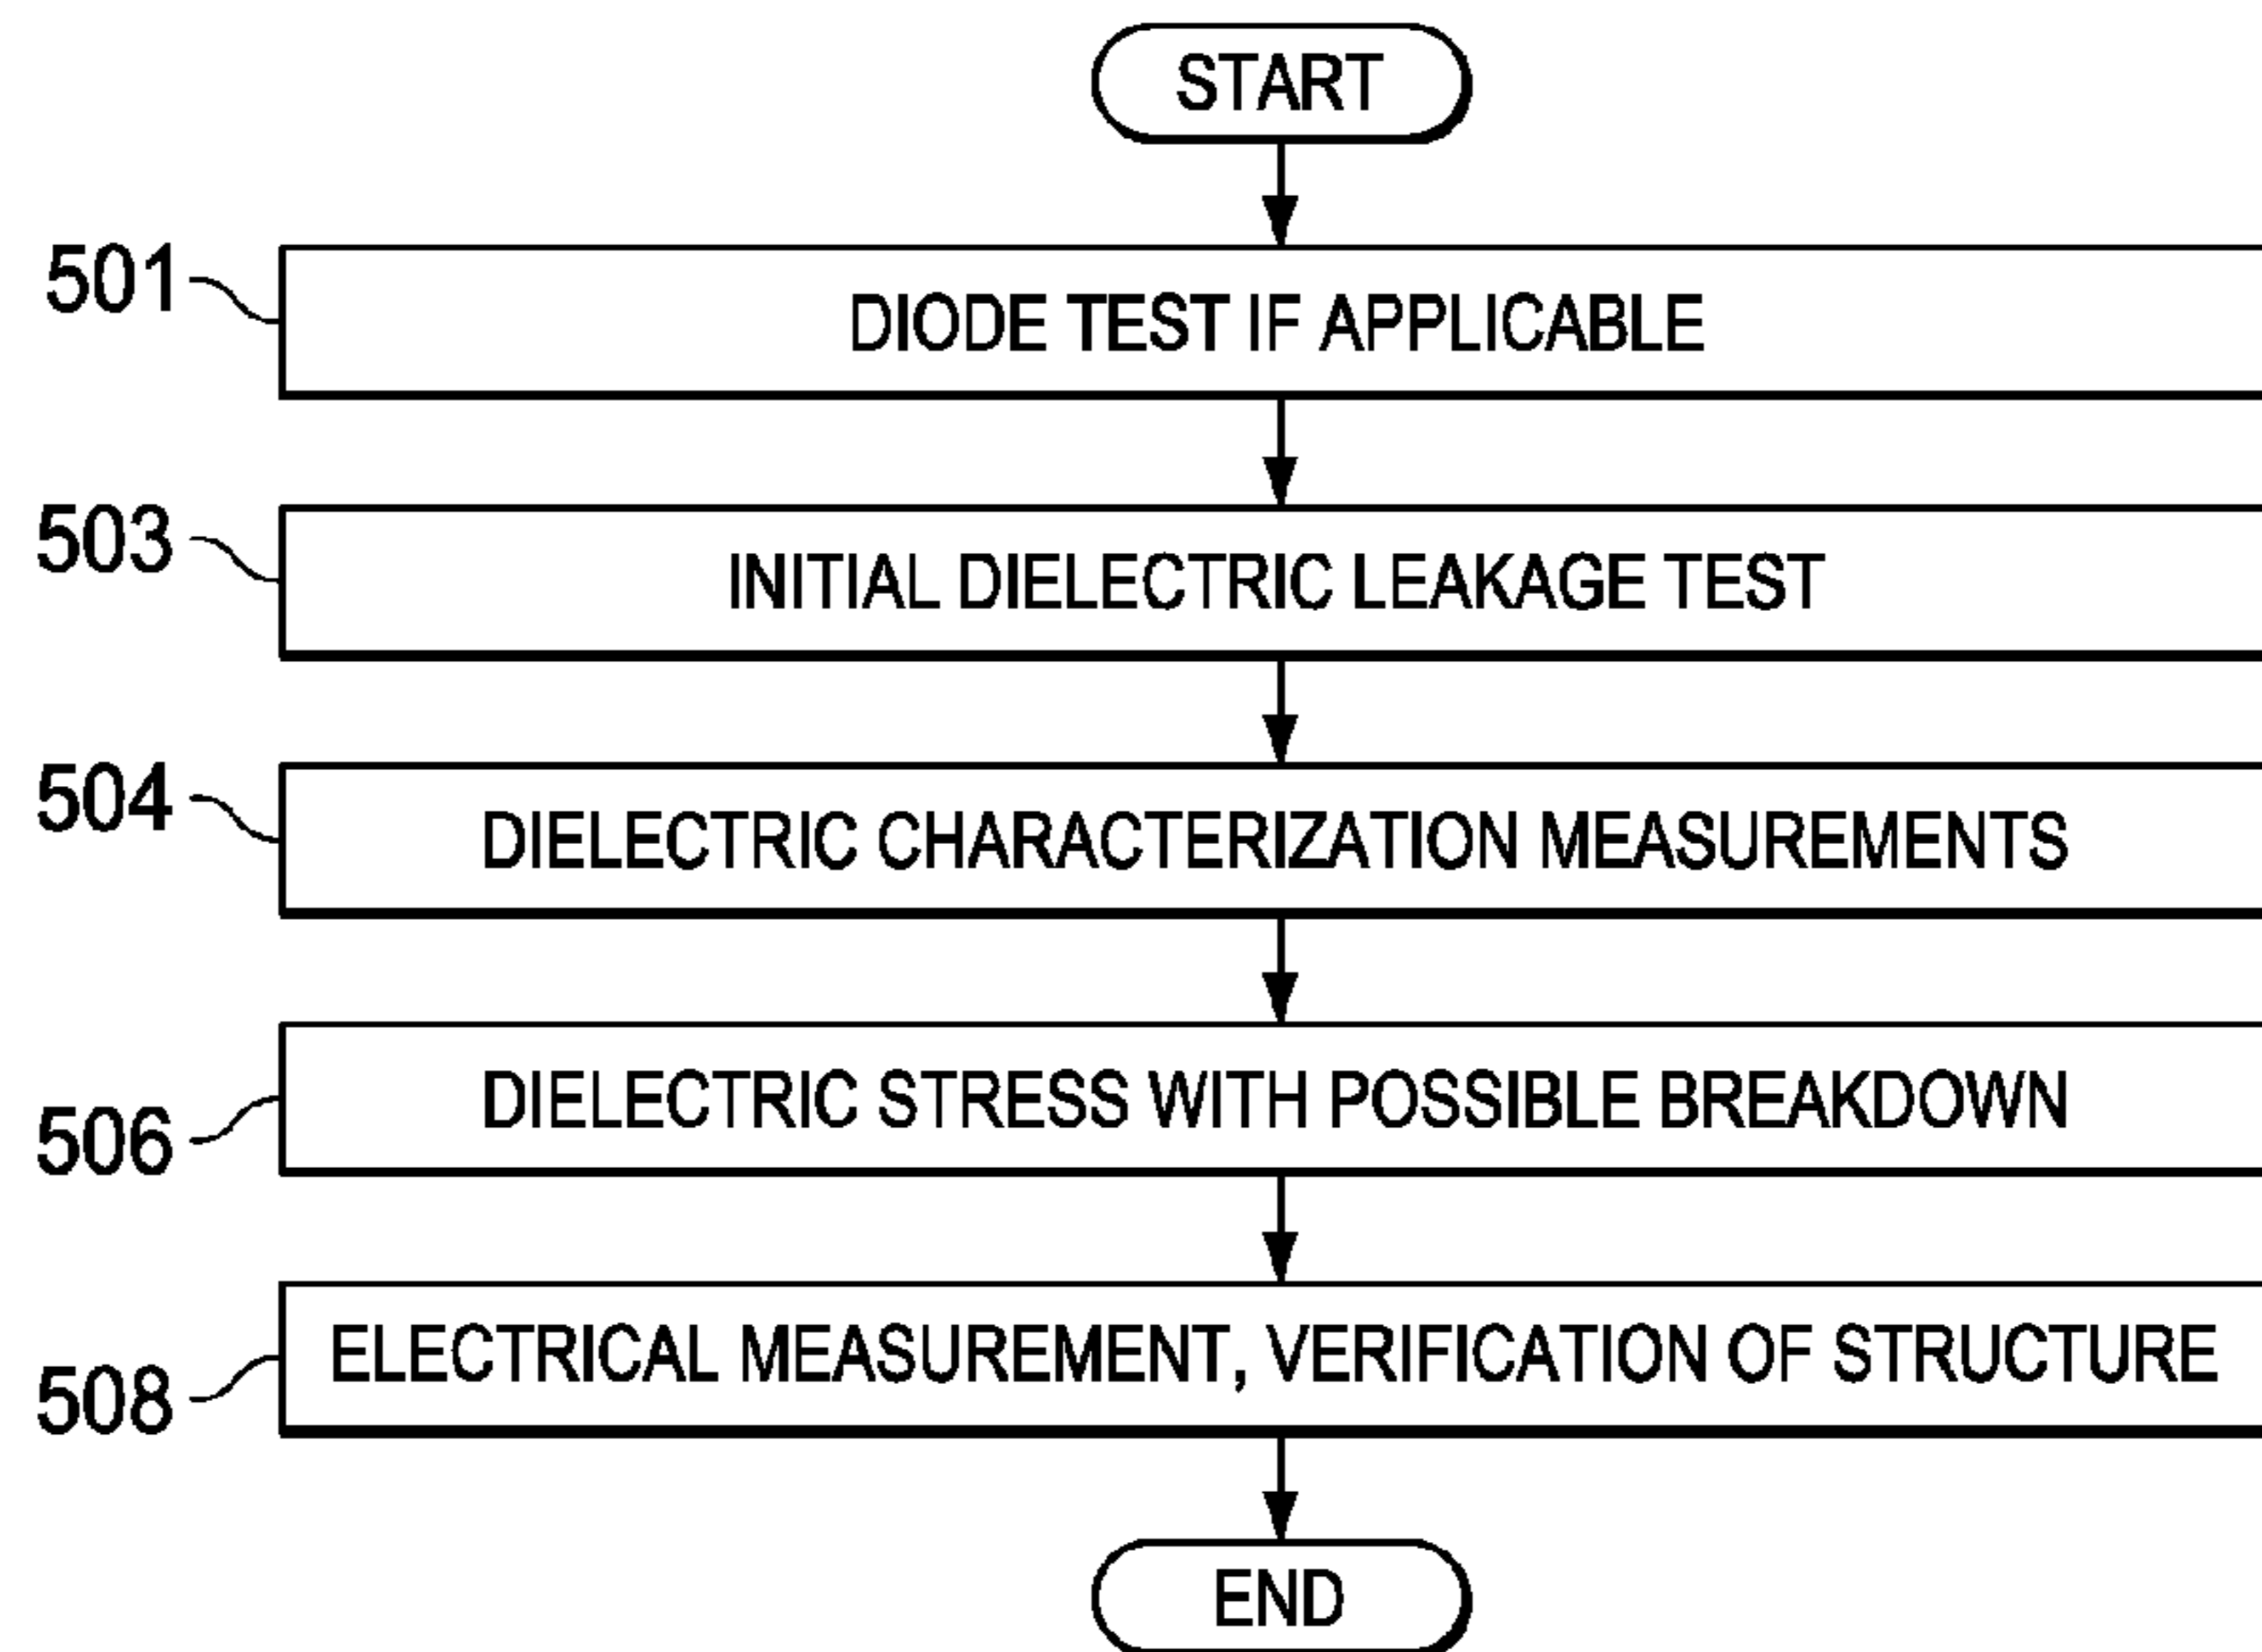 START
501
DIODE TEST IF APPLICABLE
503
INITIAL DIELECTRIC LEAKAGE TEST
504
DIELECTRIC CHARACTERIZATION MEASUREMENTS
506
DIELECTRIC STRESS WITH POSSIBLE BREAKDOWN
508
ELECTRICAL MEASUREMENT, VERIFICATION OF STRUCTURE
END